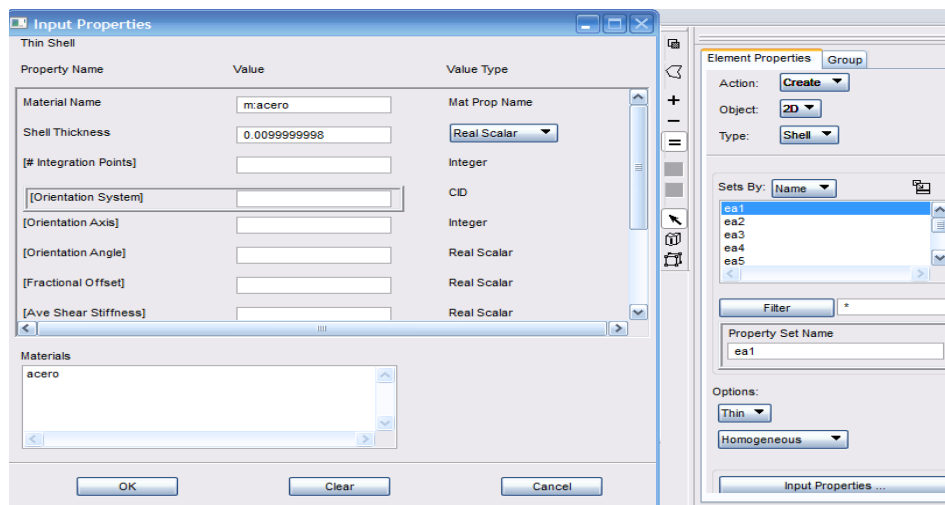 Input Properties
Thin Shell
Property Name Value Value Type
Material Name m:acero Mat Prop Name
Shell Thickness 0.0099999998 Real Scalar
[# Integration Points] Integer
[Orientation System] CID
[Orientation Axis] Integer
[Orientation Angle] Real Scalar
[Fractional Offset] Real Scalar
[Ave Shear Stiffness] Real Scalar
Materials
acero
OK Clear Cancel
Element Properties Group
Action: Create
Object: 2D
Type: Shell
Sets By: Name
ea1
ea2
ea3
ea4
ea5
Filter *
Property Set Name
ea1
Options:
Thin
Homogeneous
Input Properties ...